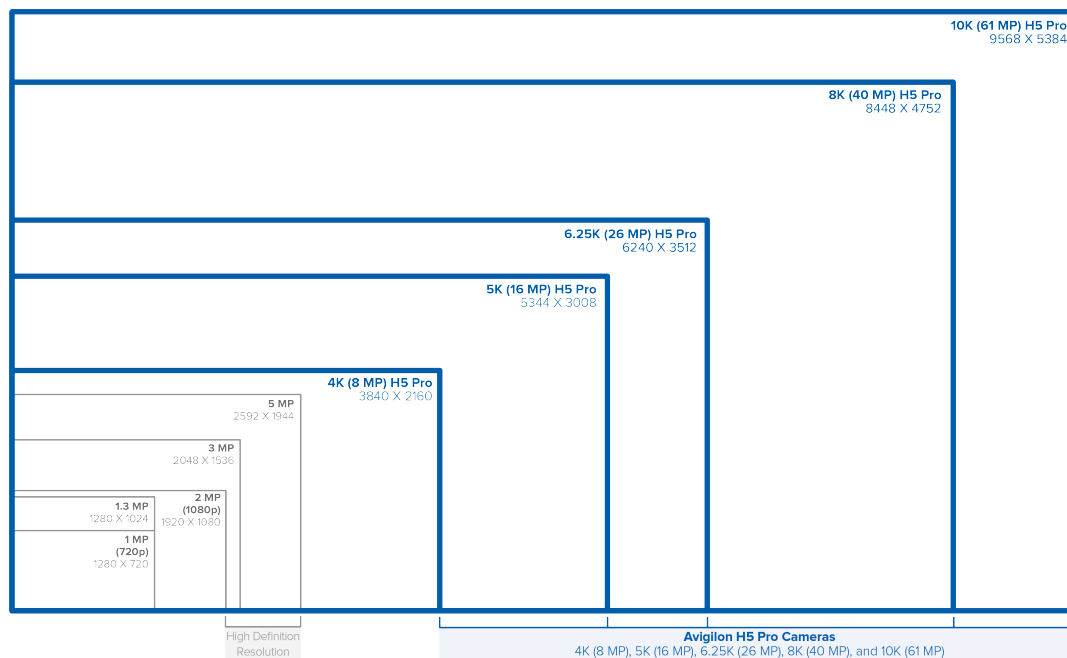 10K (61 MP) H5 Pro
9568 X 5384
8K (40 MP) H5 Pro
8448 X 4752
6.25K (26 MP) H5 Pro
6240 X 3512
5K (16 MP) H5 Pro
5344 X 3008
4K (8 MP) H5 Pro
3840 X 2160
5 MP
2592 X 1944
3 MP
2048 X 1536
2 MP
(1080p)
1920 X 1080
1.3 MP
1280 X 1024
1 MP
(720p)
1280 X 720
High Definition
Resolution
Avigilon H5 Pro Cameras
4K (8 MP), 5K (16 MP), 6.25K (26 MP), 8K (40 MP), and 10K (61 MP)